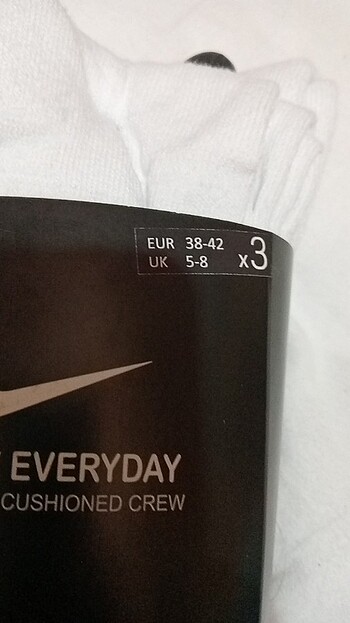 EUR 38-42
UK 5-8 x3
EVERYDAY
CUSHIONED CREW